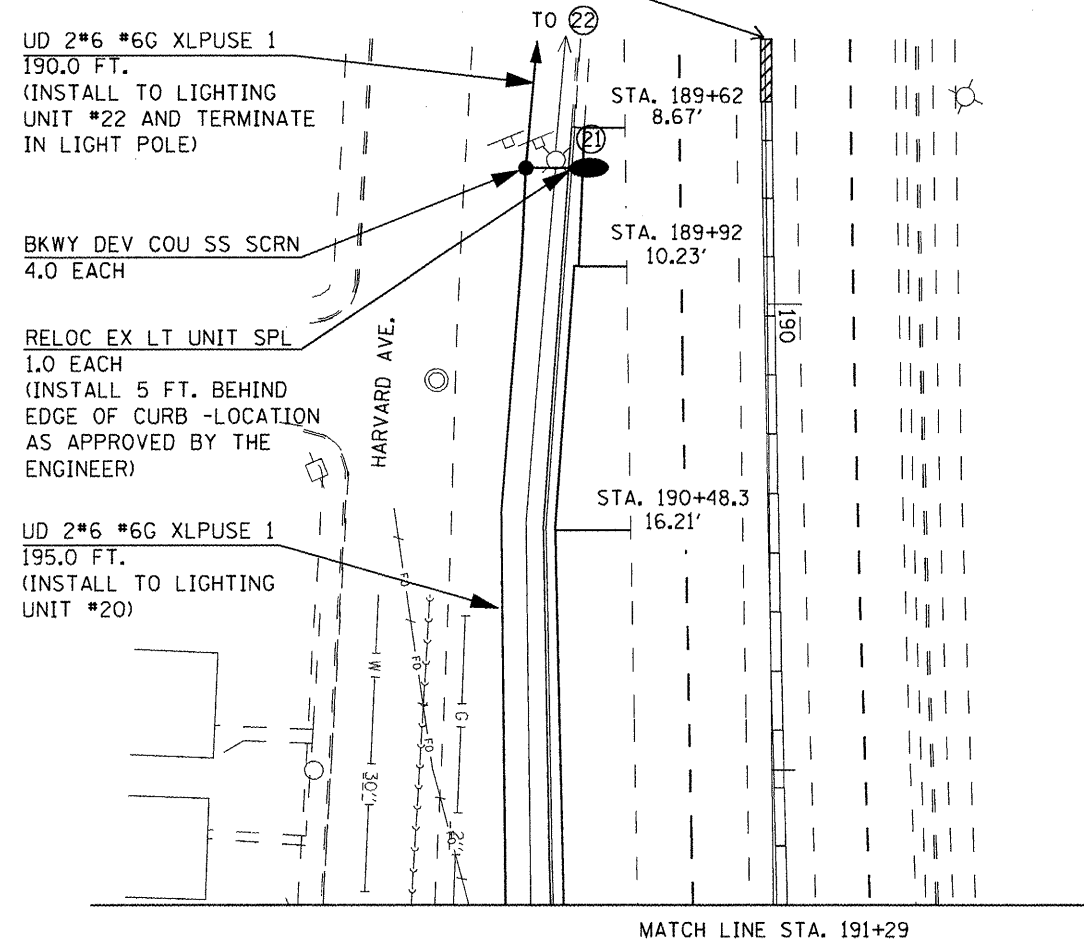 TO 22
UD 2#6 #6G XLPUSE 1
190.0 FT.
(INSTALL TO LIGHTING
UNIT #22 AND TERMINATE
IN LIGHT POLE)
STA. 189+62
8.67'
21
BKWY DEV COU SS SCRN
4.0 EACH
STA. 189+92
10.23'
RELOC EX LT UNIT SPL
1.0 EACH
(INSTALL 5 FT. BEHIND
EDGE OF CURB -LOCATION
AS APPROVED BY THE
ENGINEER)
HARVARD AVE.
190
STA. 190+48.3
16.21'
UD 2#6 #6G XLPUSE 1
195.0 FT.
(INSTALL TO LIGHTING
UNIT #20)
FO
FO
W
G
FO
30"
2"
MATCH LINE STA. 191+29